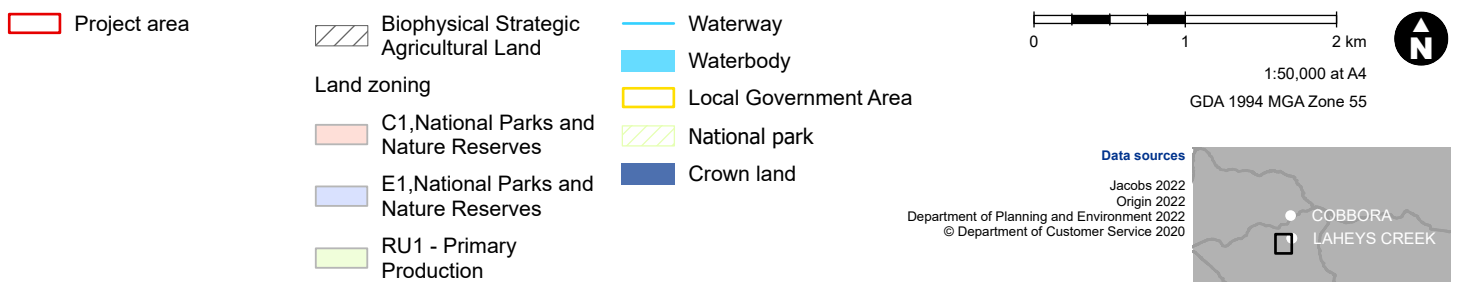 Project area
Biophysical Strategic
Agricultural Land
Land zoning
C1,National Parks and
Nature Reserves
E1,National Parks and
Nature Reserves
RU1 - Primary
Production
Waterway
Waterbody
Local Government Area
National park
Crown land
0 1 2 km
1:50,000 at A4
GDA 1994 MGA Zone 55
N
Data sources
Jacobs 2022
Origin 2022
Department of Planning and Environment 2022
© Department of Customer Service 2020
COBBORA
LAHEYS CREEK